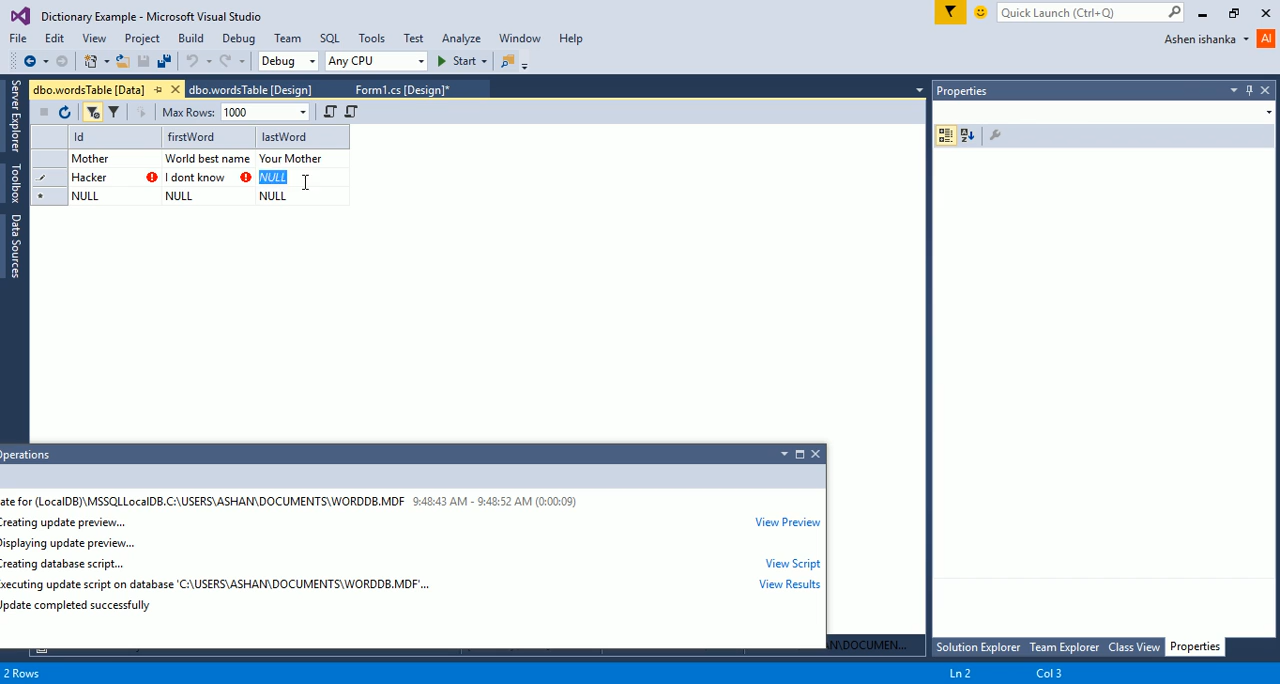 Dictionary Example - Microsoft Visual Studio
Quick Launch (Ctrl+Q)
File Edit View Project Build Debug Team SQL Tools Test Analyze Window Help
Ashen ishanka AI
Debug Any CPU Start
dbo.wordsTable [Data] dbo.wordsTable [Design] Form1.cs [Design]*
Properties
Max Rows: 1000
Server Explorer
Toolbox
Data Sources
Id firstWord lastWord
Mother World best name Your Mother
Hacker I dont know NULL
NULL NULL NULL
Operations
ate for (LocalDB)\MSSQLLocalDB.C:\USERS\ASHAN\DOCUMENTS\WORDDB.MDF 9:48:43 AM - 9:48:52 AM (0:00:09)
Creating update preview... View Preview
Displaying update preview...
Creating database script... View Script
Executing update script on database 'C:\USERS\ASHAN\DOCUMENTS\WORDDB.MDF'... View Results
Update completed successfully
N\DOCUMEN...
Solution Explorer Team Explorer Class View Properties
2 Rows Ln 2 Col 3